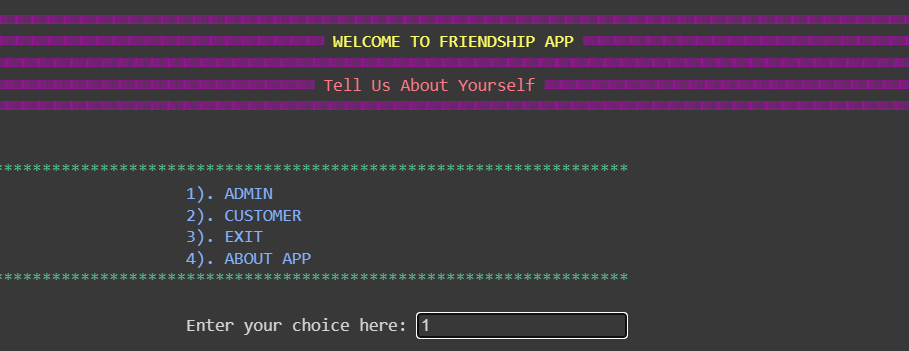 WELCOME TO FRIENDSHIP APP
Tell Us About Yourself
******************************************************************
1). ADMIN
2). CUSTOMER
3). EXIT
4). ABOUT APP
******************************************************************
Enter your choice here: 1